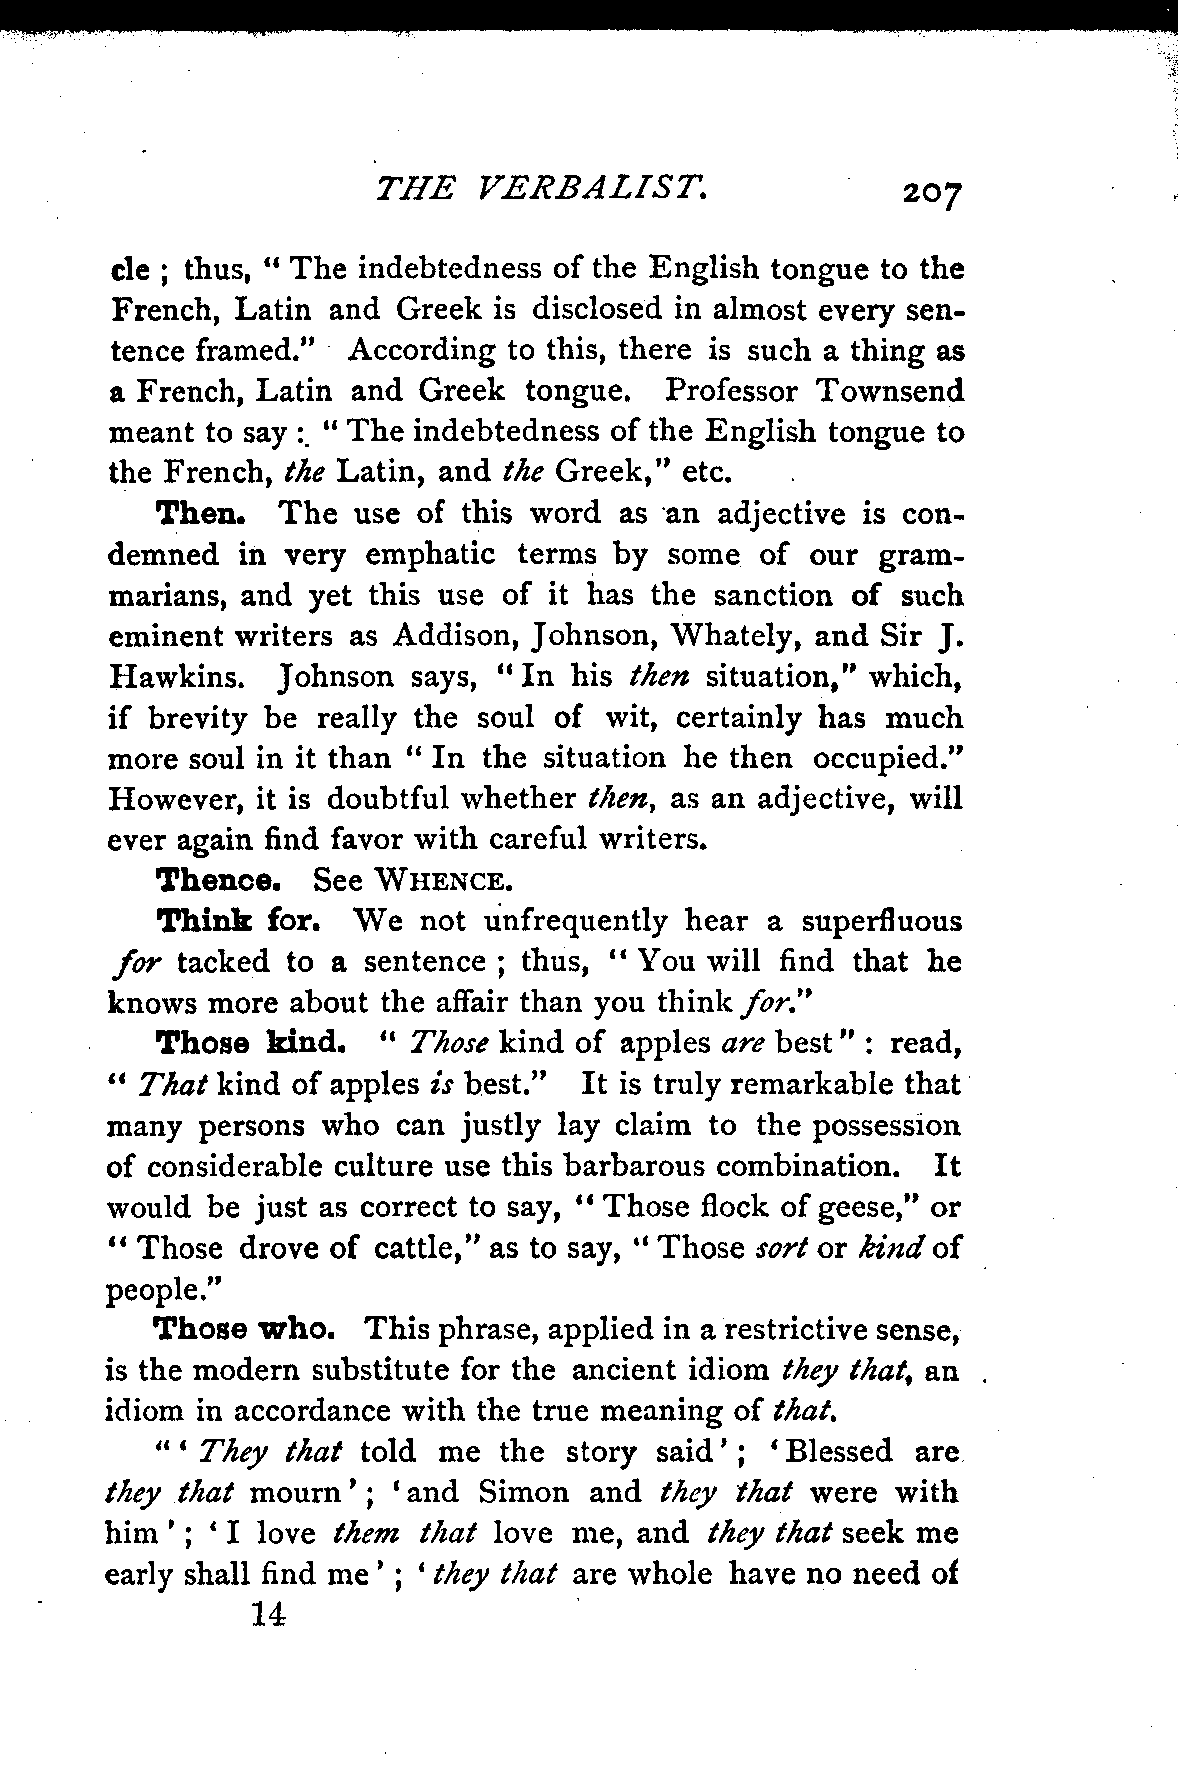 THE VERBALIST. 207
cle ; thus, “ The indebtedness of the English tongue to the
French, Latin and Greek is disclosed in almost every sen-
tence framed.” According to this, there is such a thing as
a French, Latin and Greek tongue. Professor Townsend
meant to say : “ The indebtedness of the English tongue to
the French, the Latin, and the Greek,” etc.
Then. The use of this word as an adjective is con-
demned in very emphatic terms by some of our gram-
marians, and yet this use of it has the sanction of such
eminent writers as Addison, Johnson, Whately, and Sir J.
Hawkins. Johnson says, “ In his then situation,” which,
if brevity be really the soul of wit, certainly has much
more soul in it than “ In the situation he then occupied.”
However, it is doubtful whether then, as an adjective, will
ever again find favor with careful writers.
Thence. See WHENCE.
Think for. We not unfrequently hear a superfluous
for tacked to a sentence ; thus, “ You will find that he
knows more about the affair than you think for.”
Those kind. “ Those kind of apples are best ” : read,
“ That kind of apples is best.” It is truly remarkable that
many persons who can justly lay claim to the possession
of considerable culture use this barbarous combination. It
would be just as correct to say, “ Those flock of geese,” or
“ Those drove of cattle,” as to say, “ Those sort or kind of
people.”
Those who. This phrase, applied in a restrictive sense,
is the modern substitute for the ancient idiom they that, an
idiom in accordance with the true meaning of that.
“ ‘ They that told me the story said ’ ; ‘ Blessed are
they that mourn ’ ; ‘ and Simon and they that were with
him ’ ; ‘ I love them that love me, and they that seek me
early shall find me ’ ; ‘ they that are whole have no need of
14